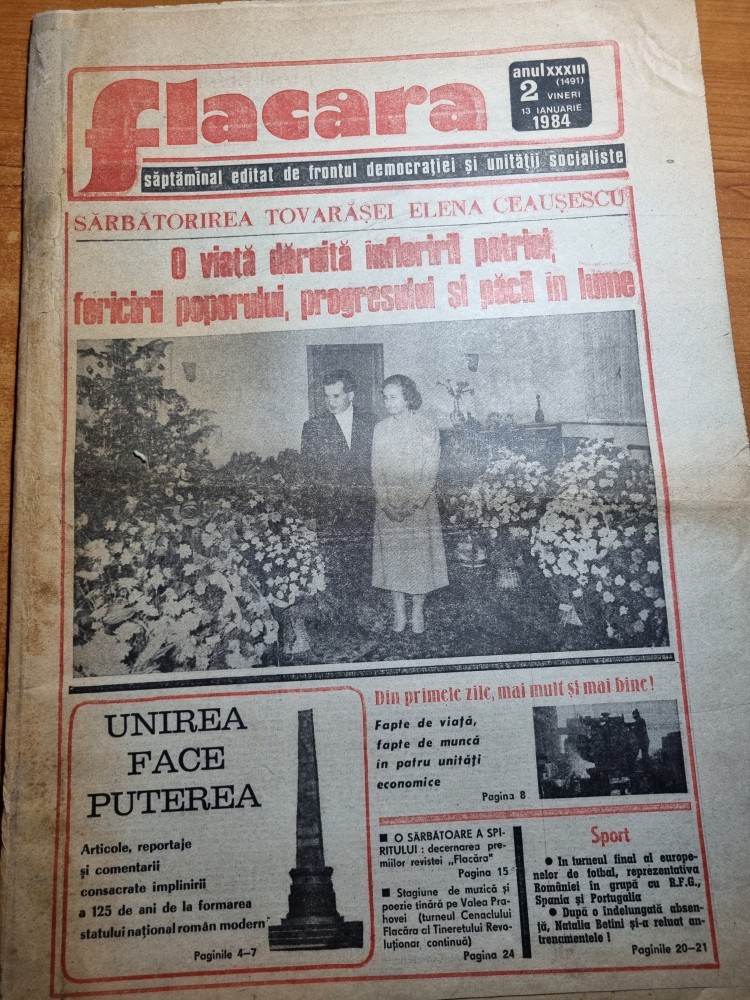 flacara
anul XXXIII
(1491)
2 VINERI
13 IANUARIE
1984
săptămînal editat de frontul democrației și unității socialiste
SĂRBĂTORIREA TOVARĂȘEI ELENA CEAUȘESCU
O viață dăruită înfloririi patriei,
fericirii poporului, progresului și păcii în lume
UNIREA
FACE
PUTEREA
Articole, reportaje
și comentarii
consacrate împlinirii
a 125 de ani de la formarea
statului național român modern
Paginile 4—7
Din primele zile, mai mult și mai bine!
Fapte de viață,
fapte de muncă
in patru unități
economice
Pagina 8
■ O SĂRBĂTOARE A SPI-
RITULUI : decernarea pre-
miilor revistei „Flacăra”
Pagina 15
■ Stagiune de muzică și
poezie tînără pe Valea Pra-
hovei (turneul Cenaclului
Flacăra al Tineretului Revo-
luționar continuă)
Pagina 24
Sport
● In turneul final al europe-
nelor de fotbal, reprezentativa
României în grupă cu R.F.G.,
Spania și Portugalia
● După o îndelungată absen-
ță, Natalia Betini și-a reluat an-
trenamentele !
Paginile 20—21